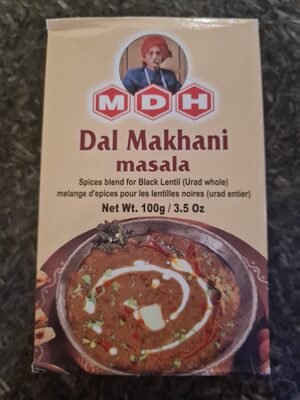 MDH
Dal Makhani
masala
Spices blend for Black Lentil (Urad whole)
melange d'epices pour les lentilles noires (urad entier)
Net Wt. 100g / 3.5 Oz